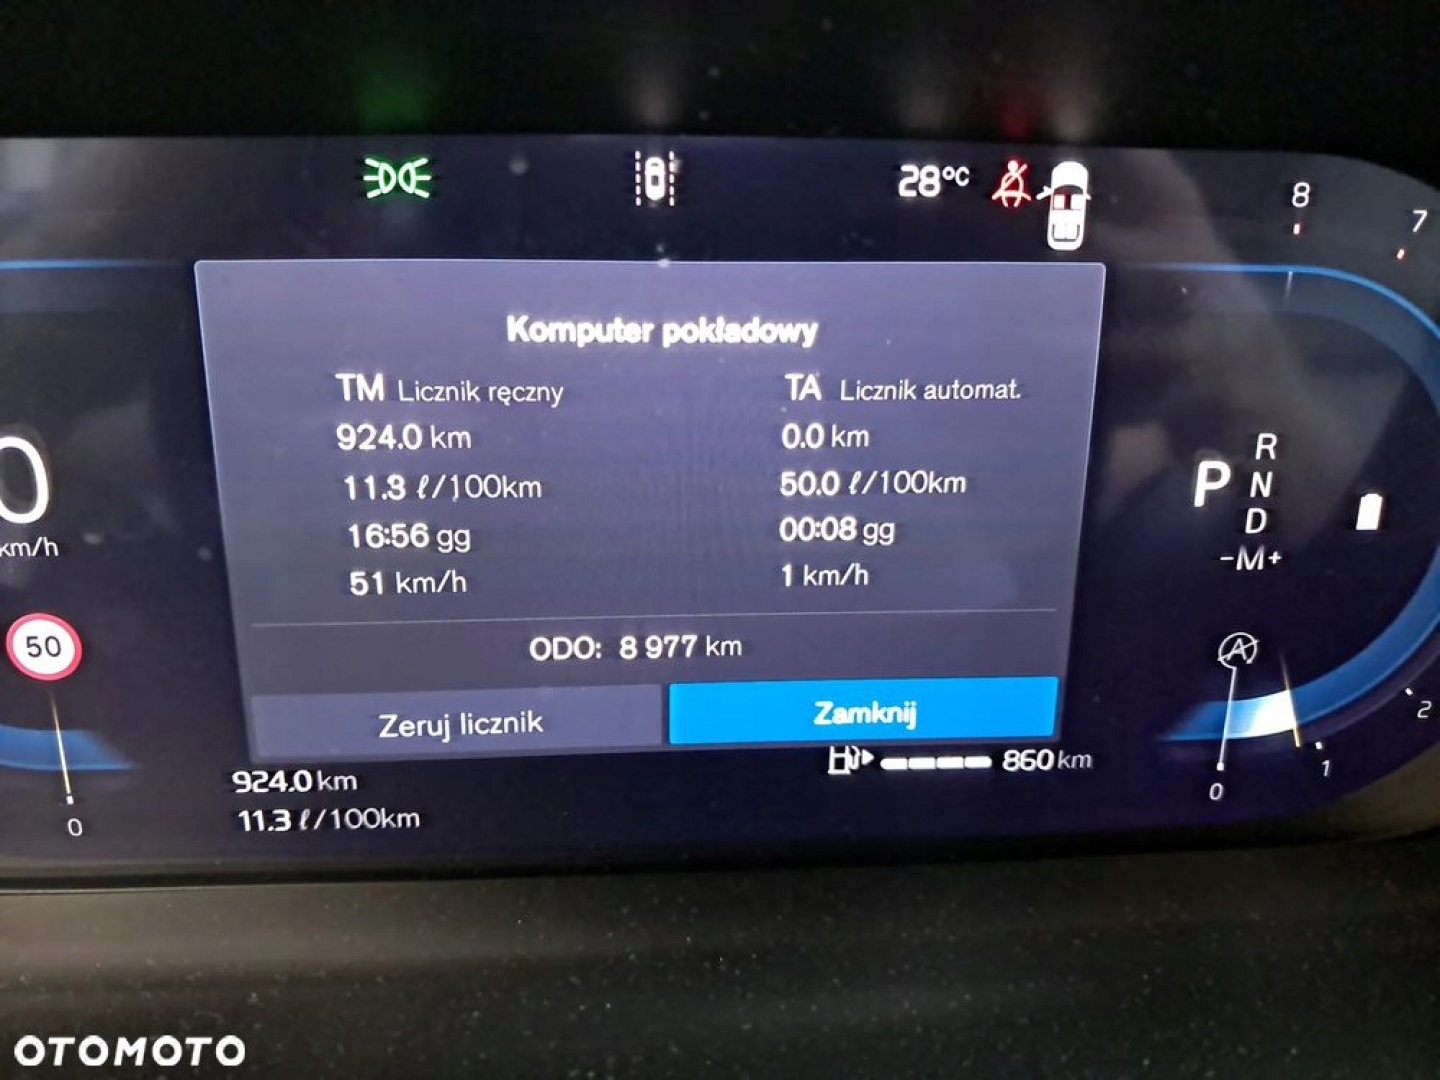 28°C
8
7
Komputer pokładowy
TM Licznik ręczny
924.0 km
11.3 ℓ/100km
16:56 gg
51 km/h
TA Licznik automat.
0.0 km
50.0 ℓ/100km
00:08 gg
1 km/h
ODO: 8 977 km
Zeruj licznik
Zamknij
924.0 km
11.3 ℓ/100km
860 km
0
km/h
50
0
P
R
N
D
-M+
A
2
1
0
OTOMOTO